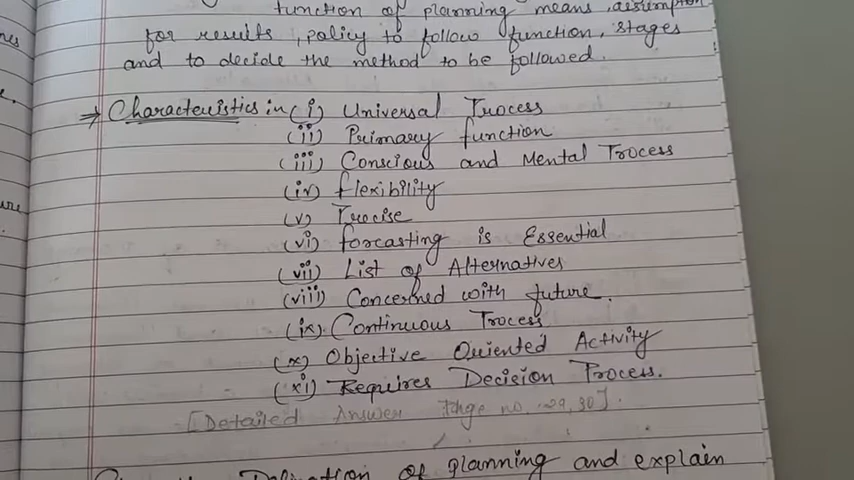 function of planning means, assumption
for results, policy to follow function, stages
and to decide the method to be followed.
⇒ Characteristics in (i) Universal Process
(ii) Primary function
(iii) Conscious and Mental Process
(iv) flexibility
(v) Precise
(vi) forcasting is Essential
(vii) List of Alternatives
(viii) Concerned with future.
(ix) Continuous Process
(x) Objective Oriented Activity
(xi) Requires Decision Process.
[Detailed Answer Page no. 29, 30].
of planning and explain